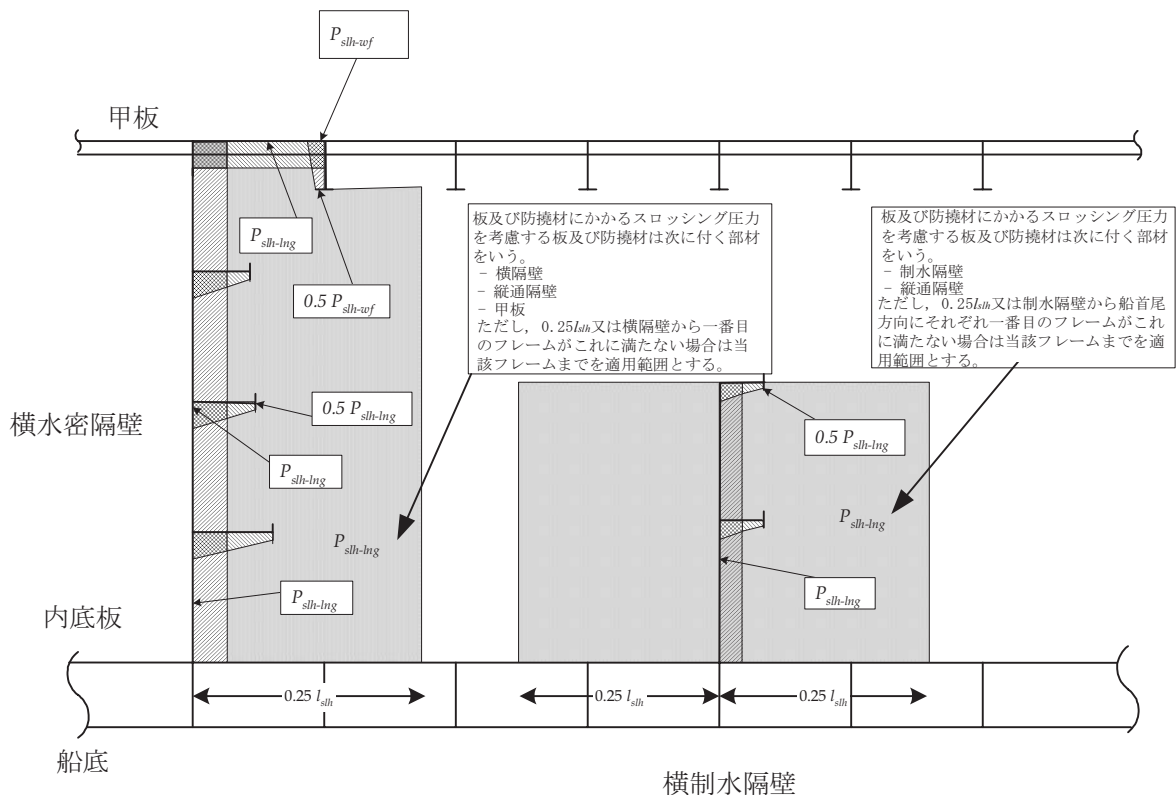 P_slh-wf
甲板
P_slh-lng
0.5 P_slh-wf
板及び防撓材にかかるスロッシング圧力
を考慮する板及び防撓材は次に付く部材
をいう。
− 横隔壁
− 縦通隔壁
− 甲板
ただし，0.25l_slh又は横隔壁から一番目
のフレームがこれに満たない場合は当
該フレームまでを適用範囲とする。
板及び防撓材にかかるスロッシング圧力
を考慮する板及び防撓材は次に付く部材
をいう。
− 制水隔壁
− 縦通隔壁
ただし，0.25l_slh又は制水隔壁から船首尾
方向にそれぞれ一番目のフレームがこれ
に満たない場合は当該フレームまでを適
用範囲とする。
横水密隔壁
0.5 P_slh-lng
P_slh-lng
0.5 P_slh-lng
P_slh-lng
P_slh-lng
P_slh-lng
P_slh-lng
内底板
0.25 l_slh
0.25 l_slh
0.25 l_slh
船底
横制水隔壁